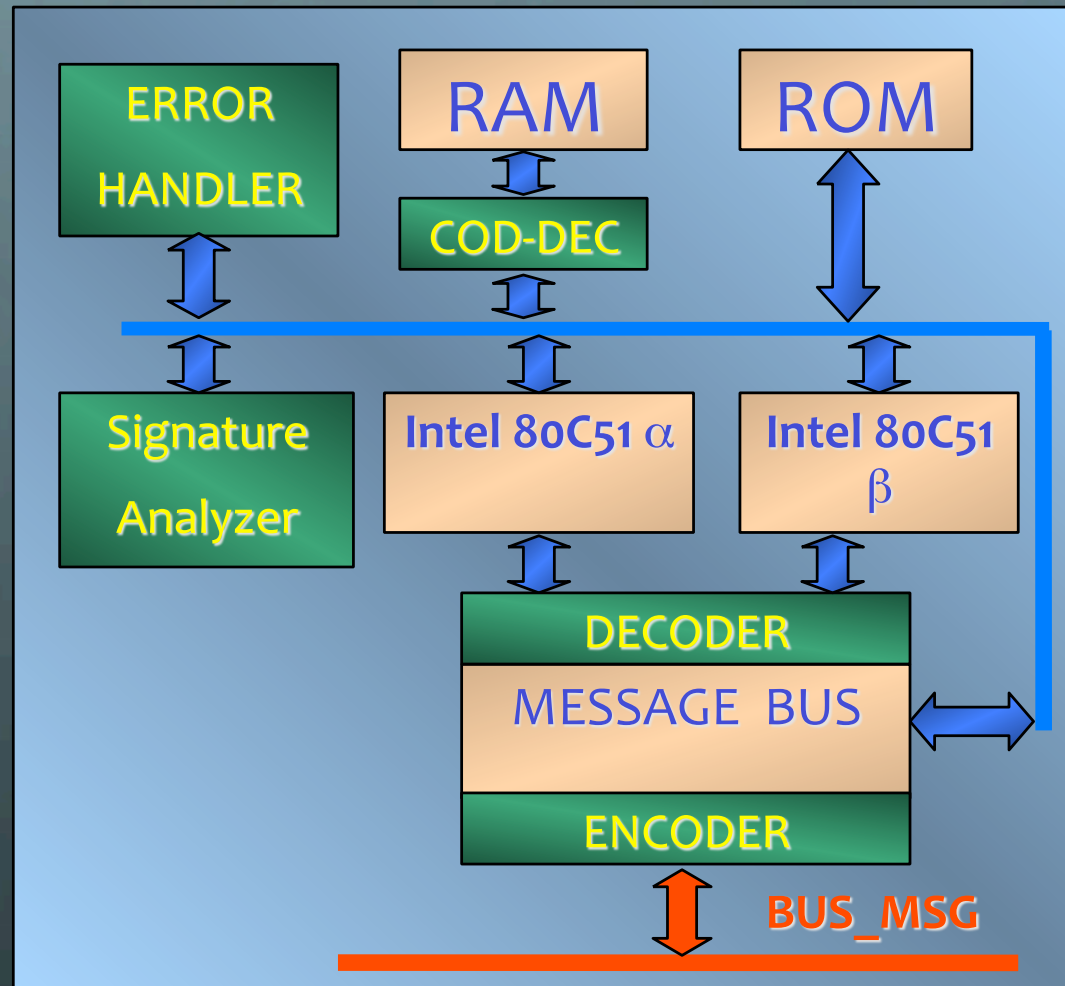 ERROR
HANDLER
RAM
ROM
COD-DEC
Signature
Analyzer
Intel 80C51 α
Intel 80C51
β
DECODER
MESSAGE BUS
ENCODER
BUS_MSG